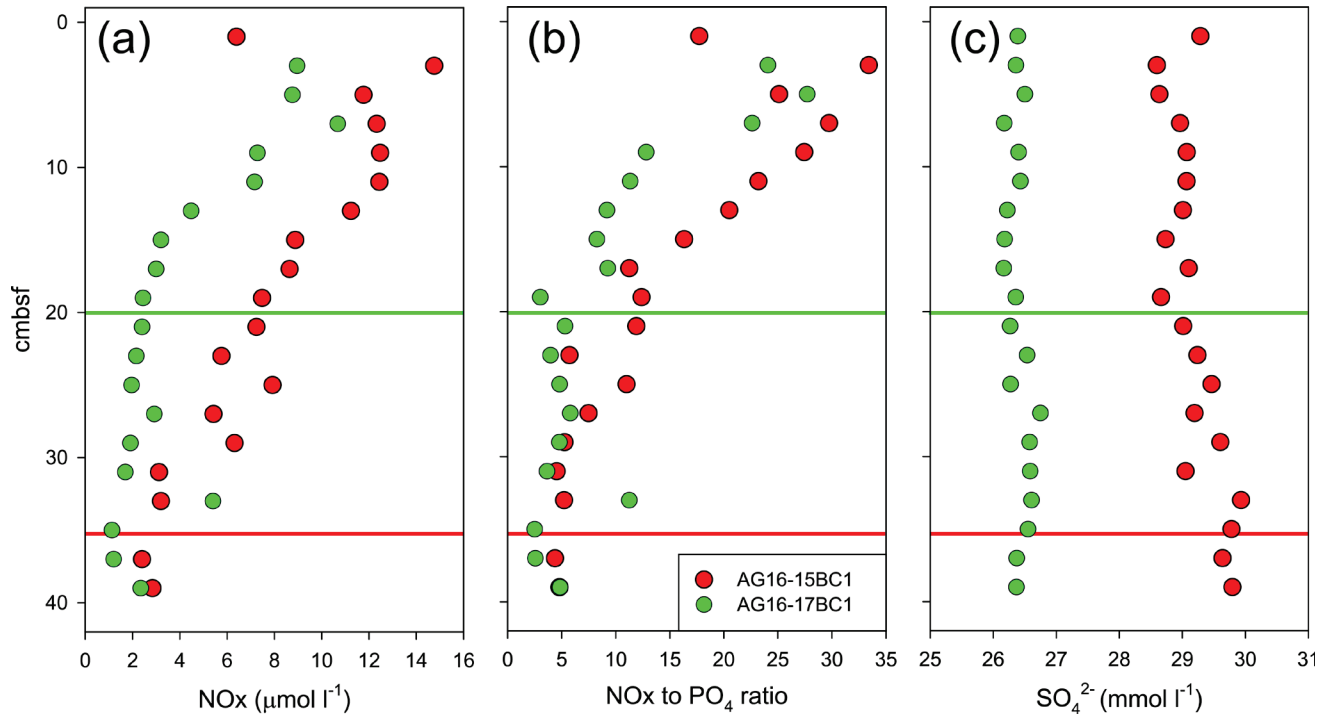 (a) (b) (c)
0
10
20
30
40
cmbsf
0 2 4 6 8 10 12 14 16
NOx (μmol l⁻¹)
0 5 10 15 20 25 30 35
NOx to PO₄ ratio
25 26 27 28 29 30 31
SO₄²⁻ (mmol l⁻¹)
AG16-15BC1
AG16-17BC1